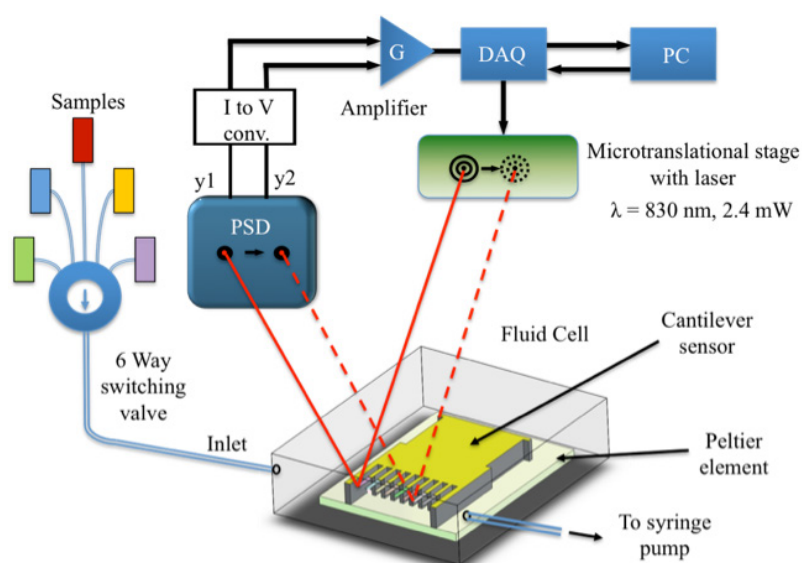 G
DAQ
PC
Amplifier
I to V
conv.
Samples
y1
y2
PSD
Microtranslational stage
with laser
λ = 830 nm, 2.4 mW
Fluid Cell
Cantilever
sensor
6 Way
switching
valve
Inlet
Peltier
element
To syringe
pump